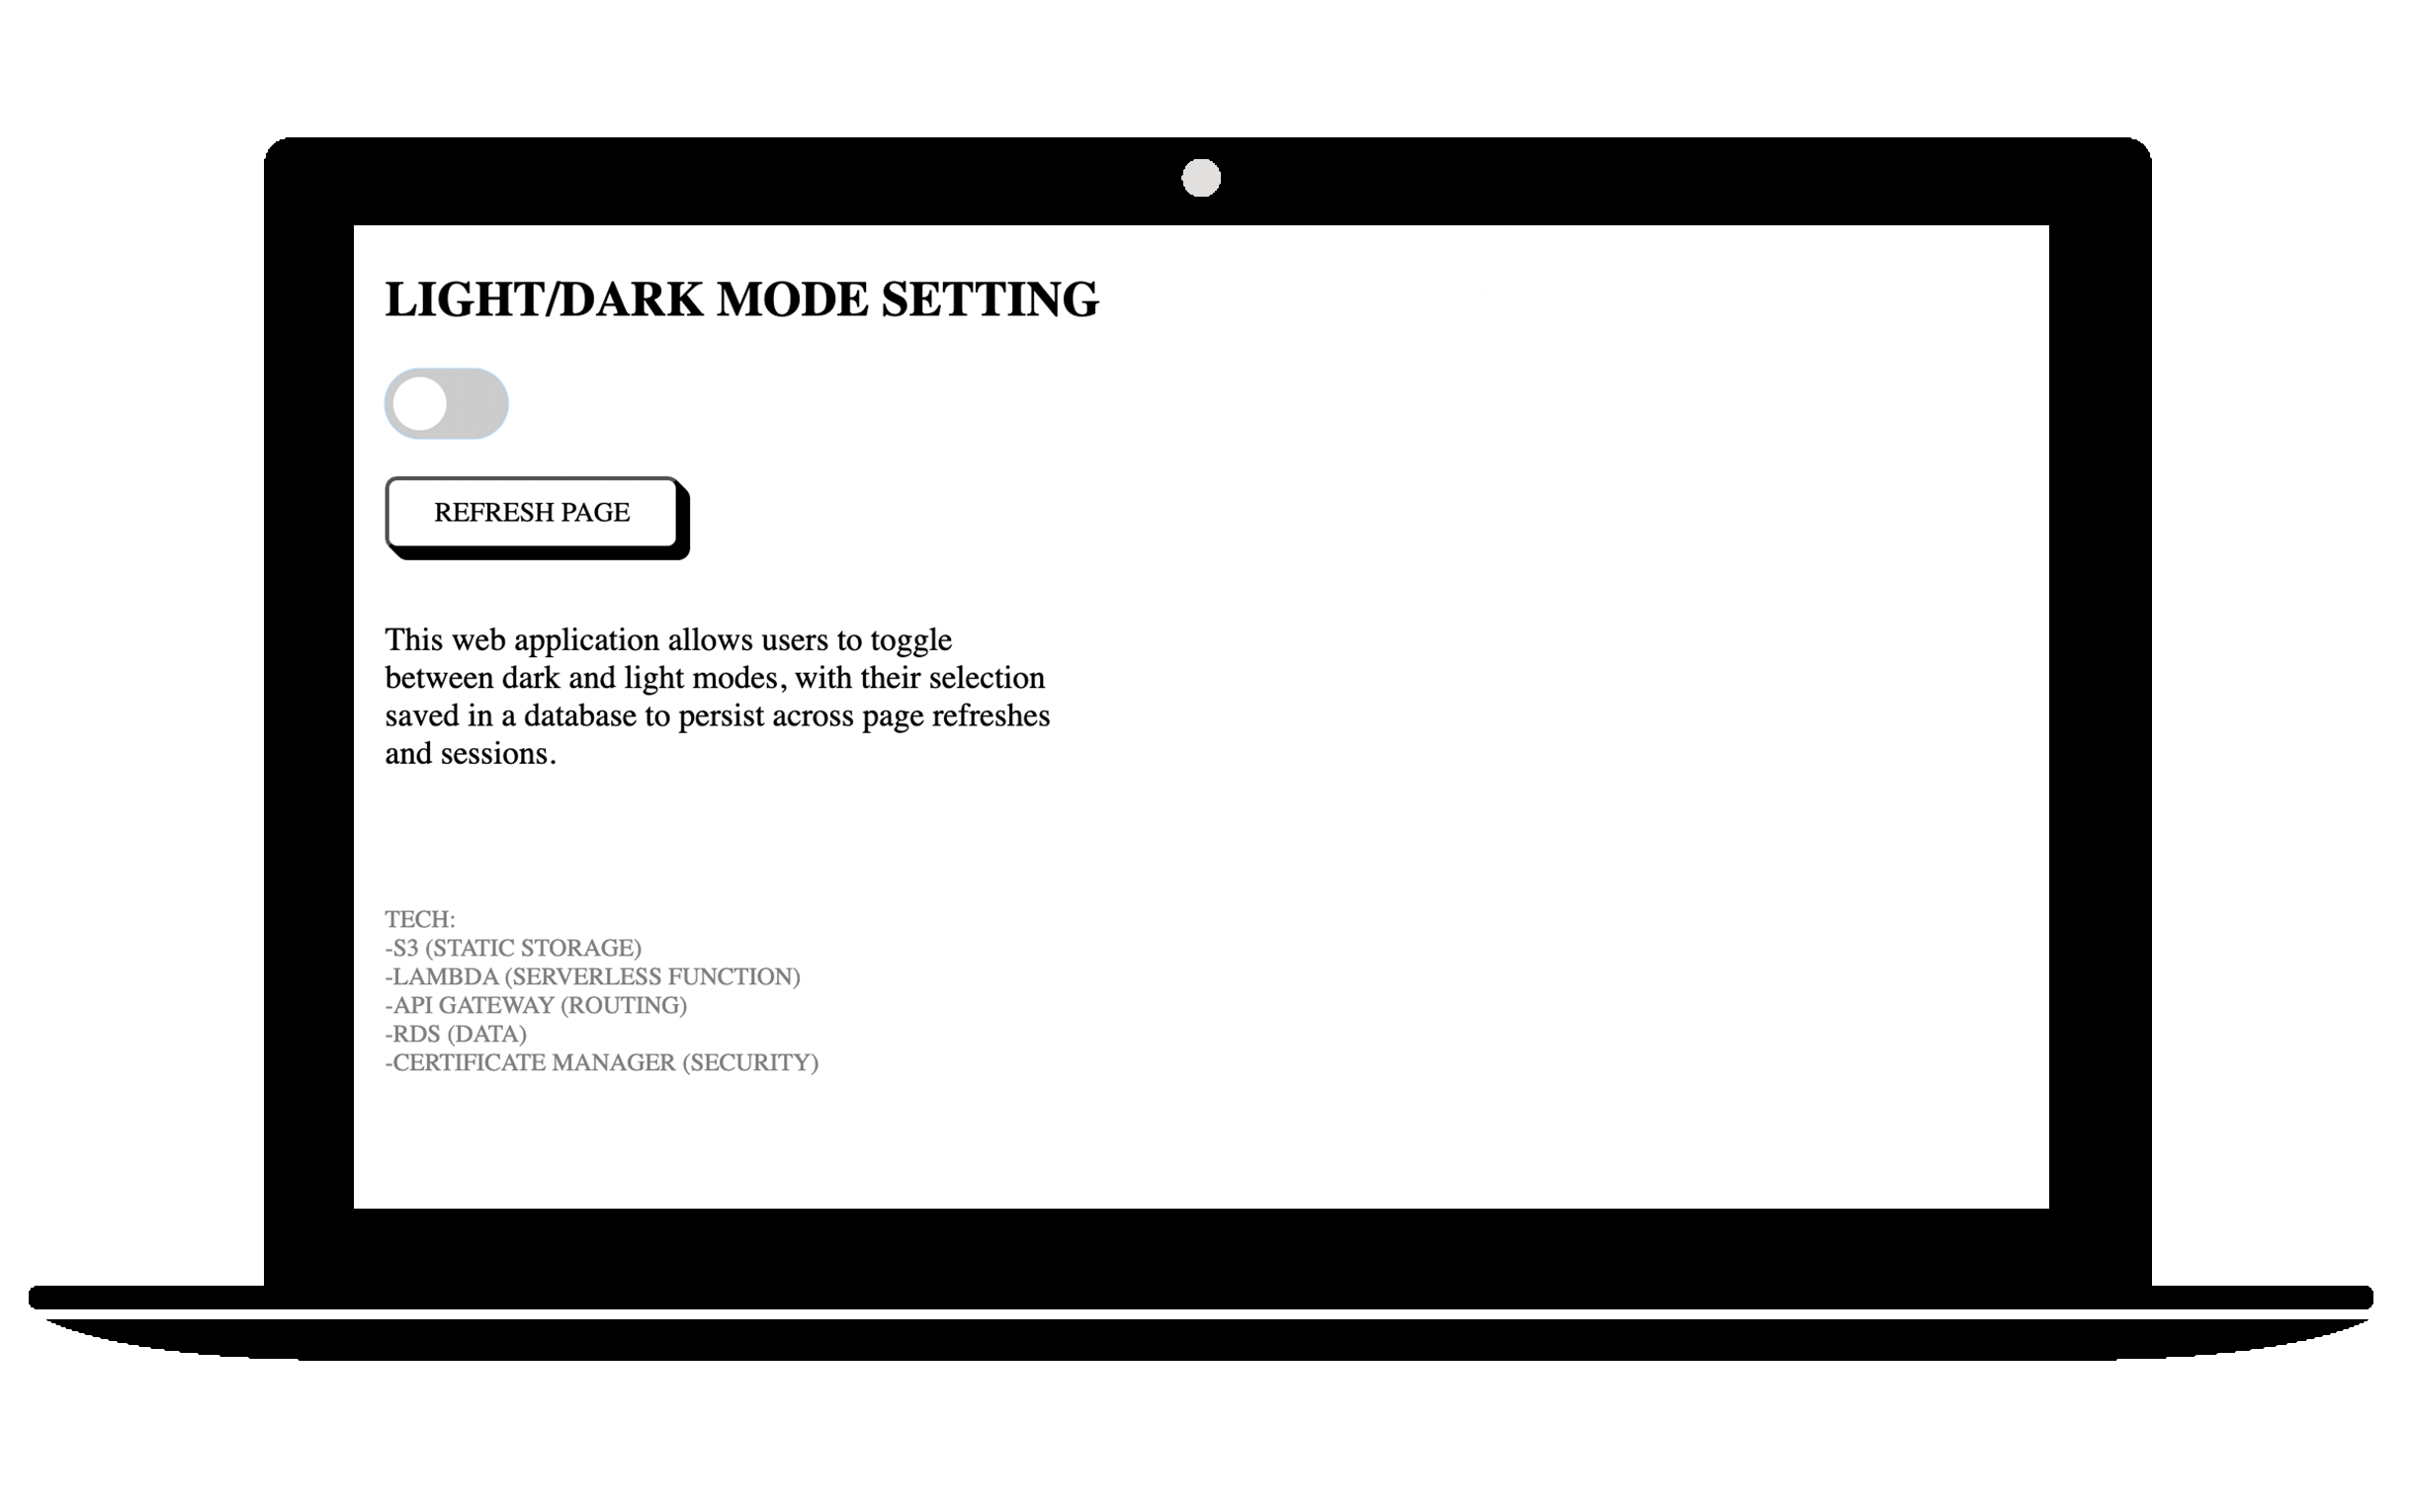 LIGHT/DARK MODE SETTING
REFRESH PAGE
This web application allows users to toggle
between dark and light modes, with their selection
saved in a database to persist across page refreshes
and sessions.
TECH:
-S3 (STATIC STORAGE)
-LAMBDA (SERVERLESS FUNCTION)
-API GATEWAY (ROUTING)
-RDS (DATA)
-CERTIFICATE MANAGER (SECURITY)